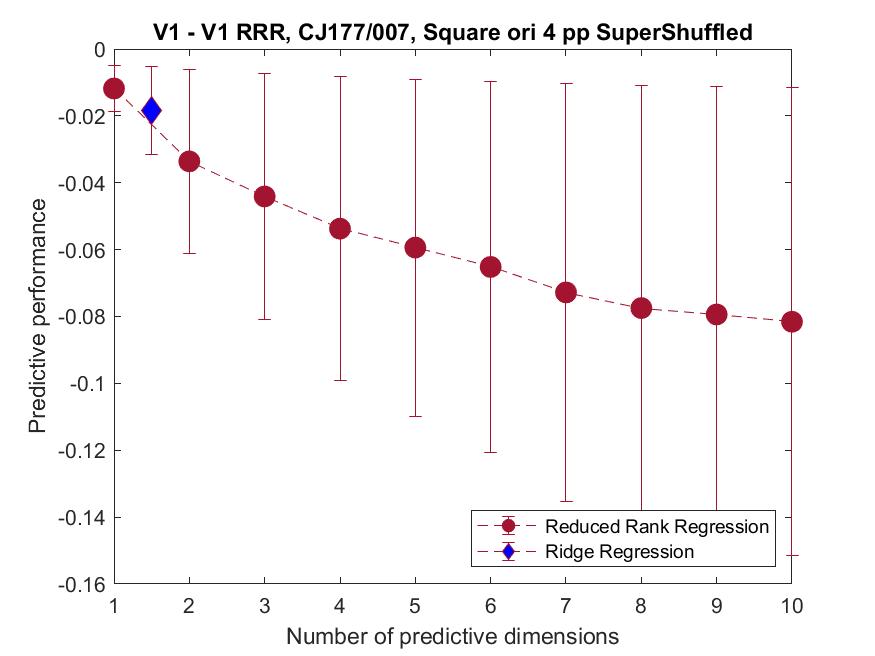 V1 - V1 RRR, CJ177/007, Square ori 4 pp SuperShuffled
0
-0.02
-0.04
-0.06
-0.08
-0.1
-0.12
-0.14
-0.16
Predictive performance
Reduced Rank Regression
Ridge Regression
1 2 3 4 5 6 7 8 9 10
Number of predictive dimensions